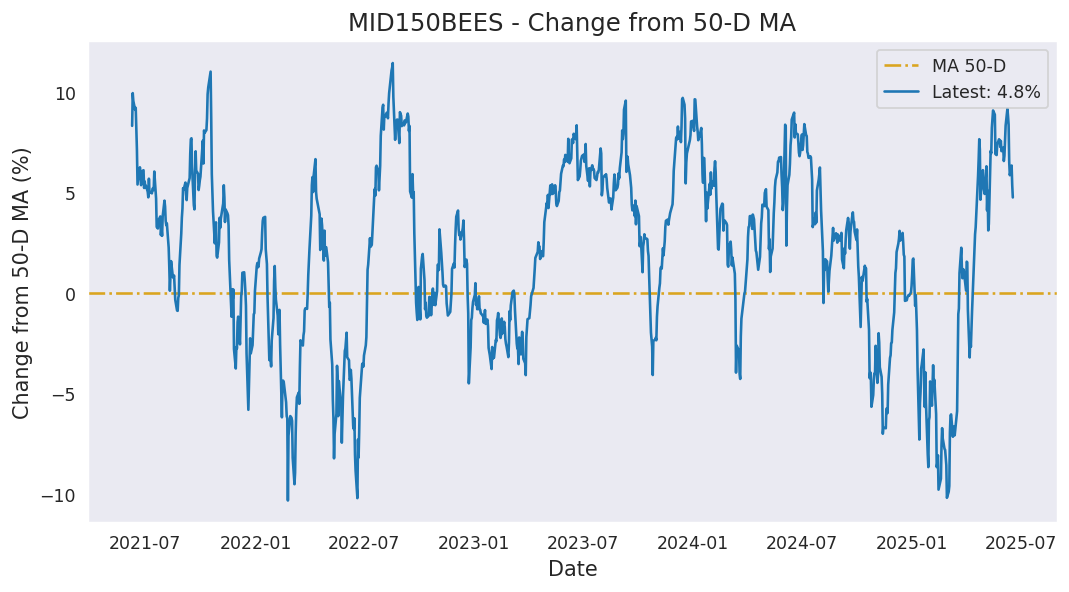 MID150BEES - Change from 50-D MA
MA 50-D
Latest: 4.8%
Change from 50-D MA (%)
10
5
0
−5
−10
2021-07 2022-01 2022-07 2023-01 2023-07 2024-01 2024-07 2025-01 2025-07
Date